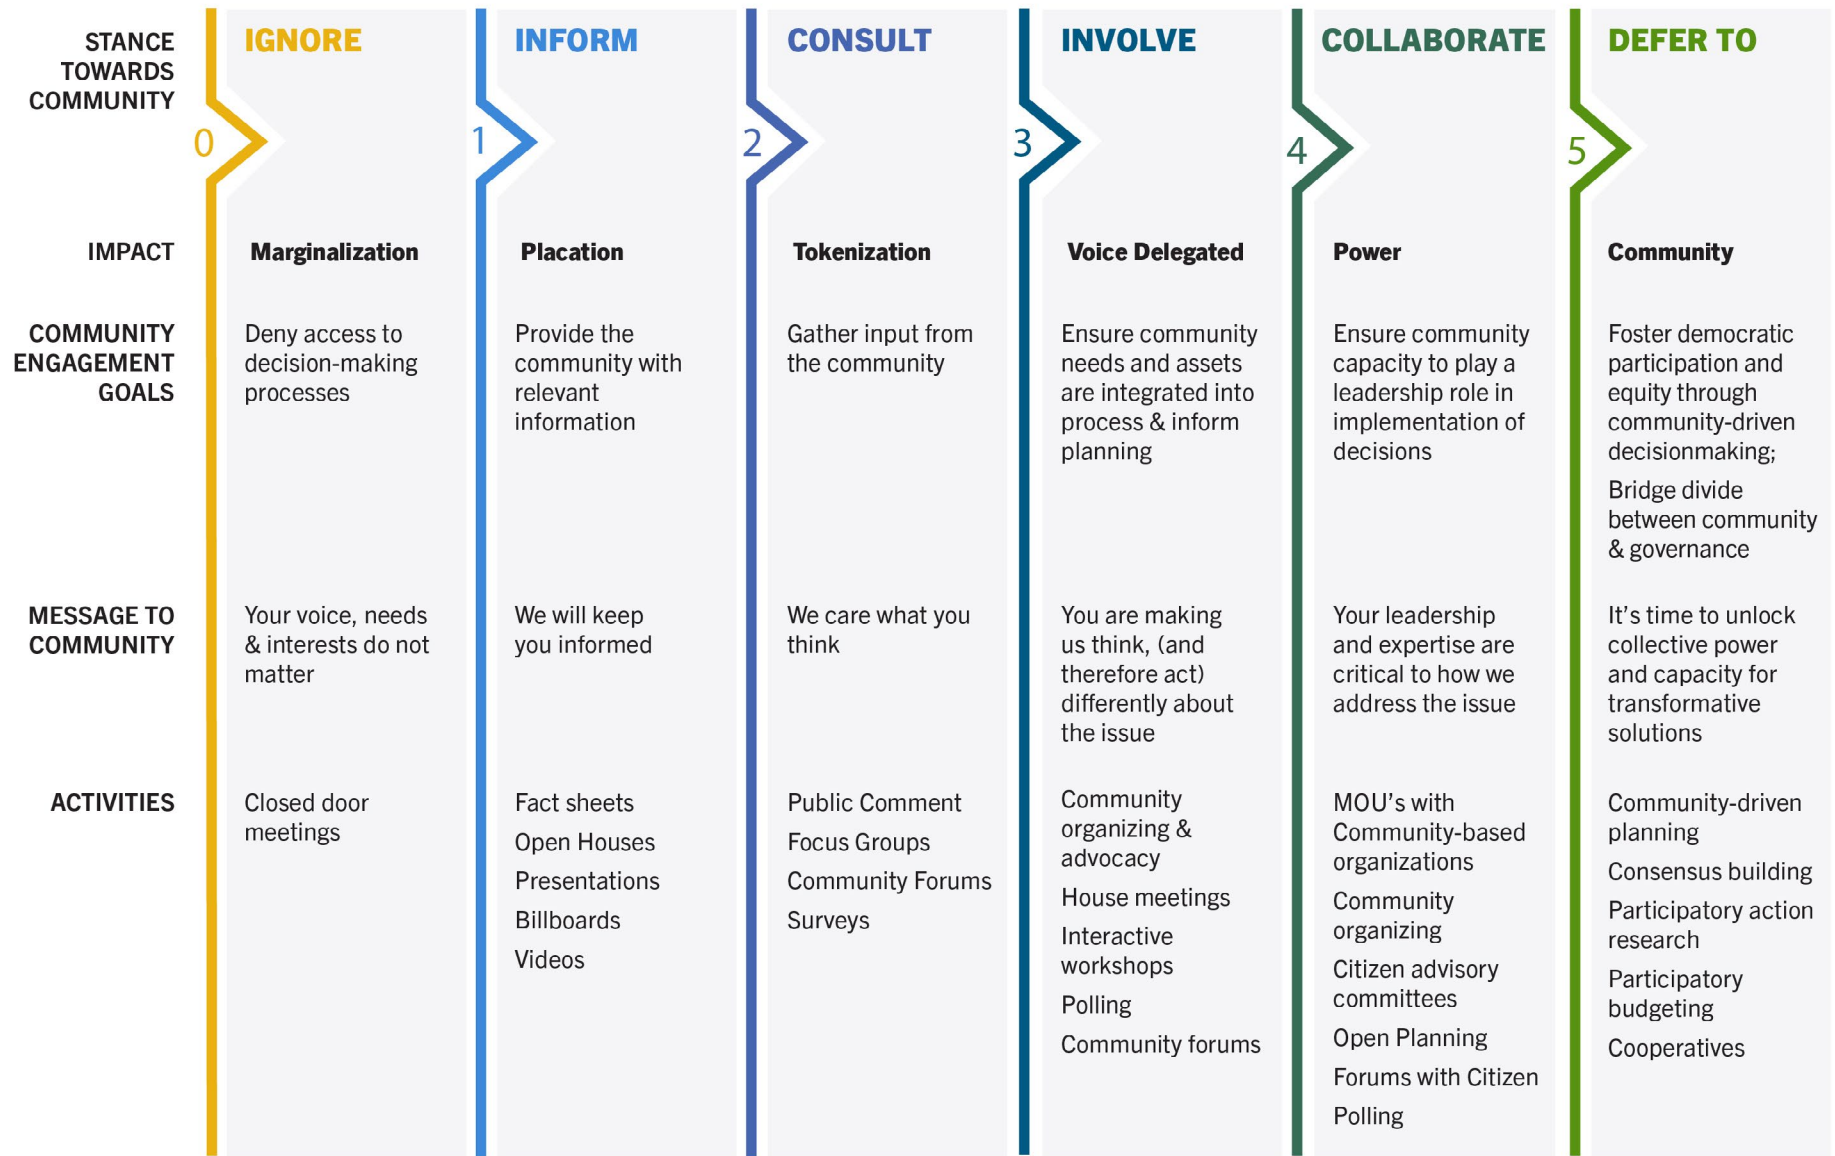 STANCE
TOWARDS
COMMUNITY
IGNORE
INFORM
CONSULT
INVOLVE
COLLABORATE
DEFER TO
0
1
2
3
4
5
IMPACT
Marginalization
Placation
Tokenization
Voice Delegated
Power
Community
COMMUNITY
ENGAGEMENT
GOALS
Deny access to
decision-making
processes
Provide the
community with
relevant
information
Gather input from
the community
Ensure community
needs and assets
are integrated into
process & inform
planning
Ensure community
capacity to play a
leadership role in
implementation of
decisions
Foster democratic
participation and
equity through
community-driven
decisionmaking;
Bridge divide
between community
& governance
MESSAGE TO
COMMUNITY
Your voice, needs
& interests do not
matter
We will keep
you informed
We care what you
think
You are making
us think, (and
therefore act)
differently about
the issue
Your leadership
and expertise are
critical to how we
address the issue
It's time to unlock
collective power
and capacity for
transformative
solutions
ACTIVITIES
Closed door
meetings
Fact sheets
Open Houses
Presentations
Billboards
Videos
Public Comment
Focus Groups
Community Forums
Surveys
Community
organizing &
advocacy
House meetings
Interactive
workshops
Polling
Community forums
MOU's with
Community-based
organizations
Community
organizing
Citizen advisory
committees
Open Planning
Forums with Citizen
Polling
Community-driven
planning
Consensus building
Participatory action
research
Participatory
budgeting
Cooperatives